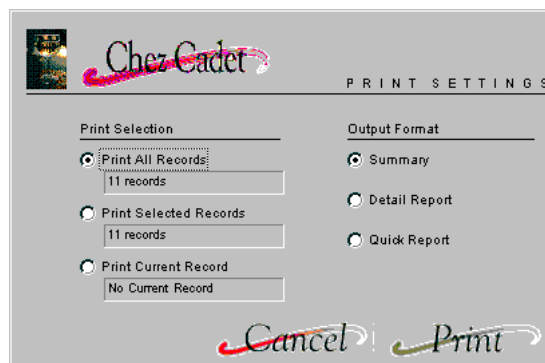 Chez Cadet
PRINT SETTINGS
Print Selection
Print All Records
11 records
Print Selected Records
11 records
Print Current Record
No Current Record
Output Format
Summary
Detail Report
Quick Report
Cancel
Print